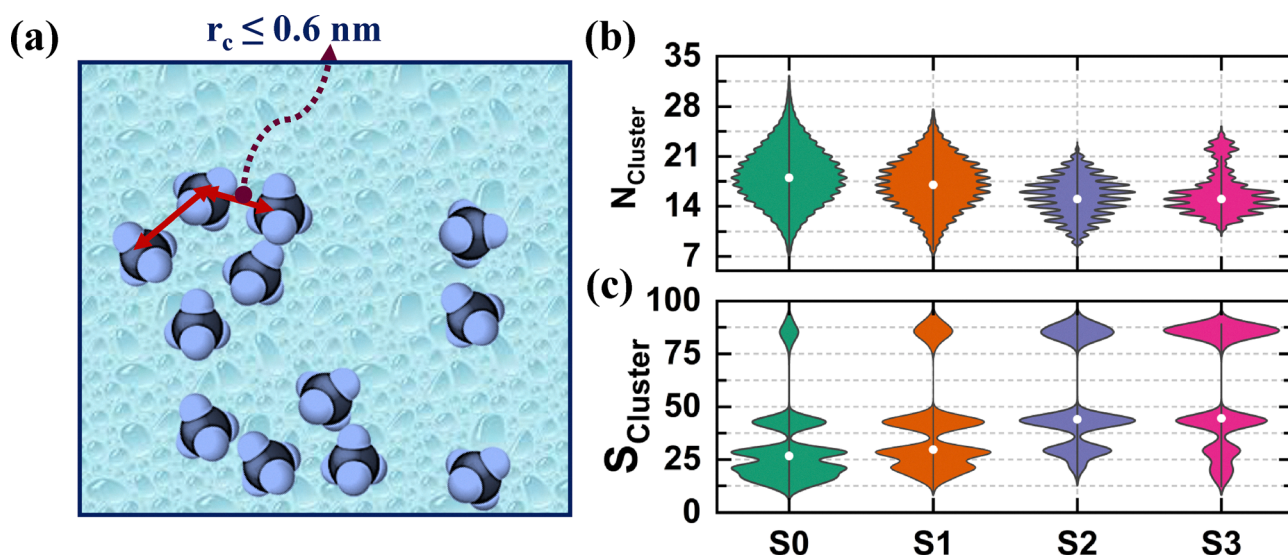 (a)
r_c ≤ 0.6 nm
(b)
35
28
21
14
7
N_Cluster
(c)
100
75
50
25
0
S_Cluster
S0 S1 S2 S3